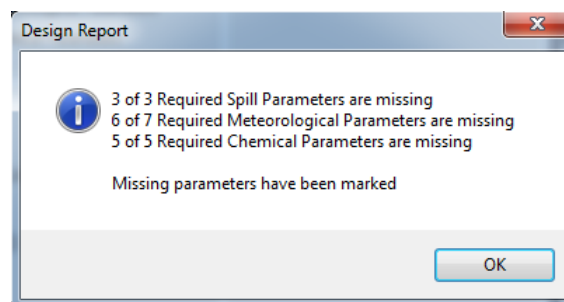 Design Report
3 of 3 Required Spill Parameters are missing
6 of 7 Required Meteorological Parameters are missing
5 of 5 Required Chemical Parameters are missing
Missing parameters have been marked
OK